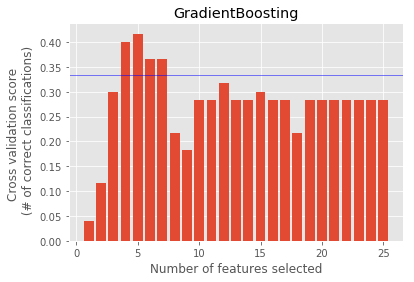 GradientBoosting
Cross validation score
(# of correct classifications)
0.40
0.35
0.30
0.25
0.20
0.15
0.10
0.05
0.00
0 5 10 15 20 25
Number of features selected